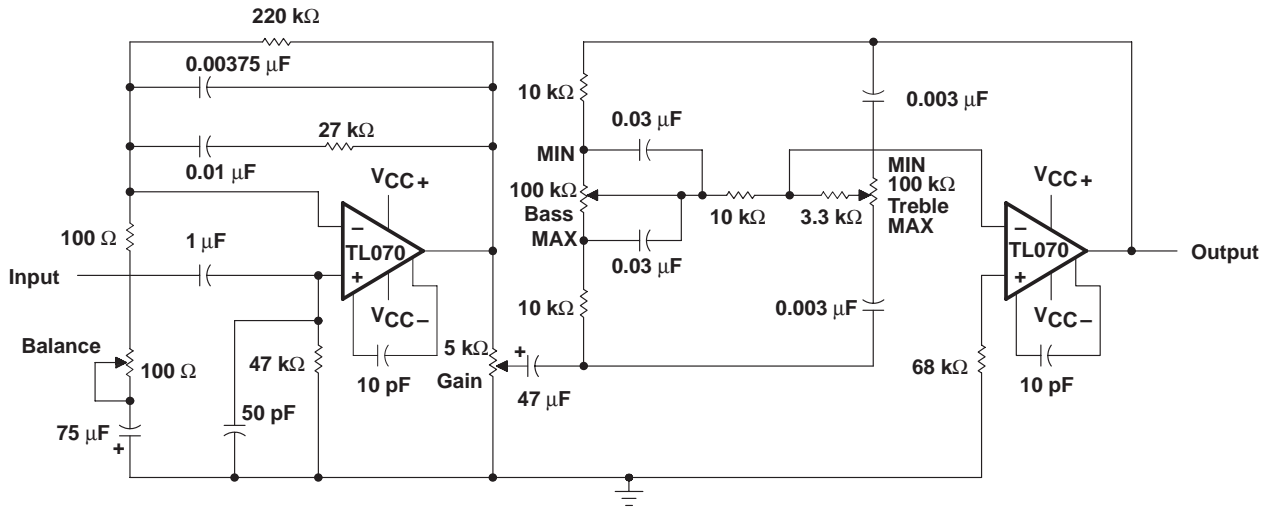 220 kΩ
0.00375 μF
27 kΩ
0.01 μF
VCC+
100 Ω
1 μF
−
TL070
+
Input
VCC−
Balance
100 Ω
47 kΩ
10 pF
5 kΩ
Gain
+
47 μF
50 pF
75 μF
+
10 kΩ
0.03 μF
0.003 μF
MIN
100 kΩ
Bass
MAX
10 kΩ
3.3 kΩ
MIN
100 kΩ
Treble
MAX
0.03 μF
10 kΩ
0.003 μF
VCC+
−
TL070
+
Output
VCC−
68 kΩ
10 pF